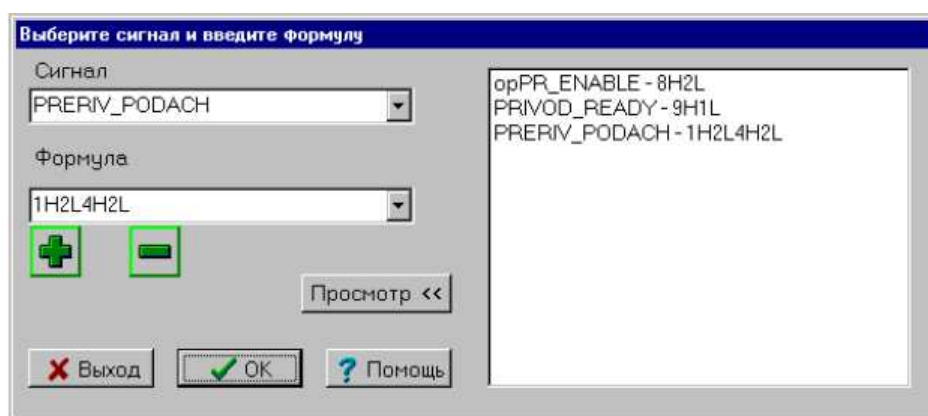 Выберите сигнал и введите формулу
Сигнал
PRERIV_PODACH
Формула
1H2L4H2L
Просмотр <<
Выход
OK
Помощь
opPR_ENABLE - 8H2L
PRIVOD_READY - 9H1L
PRERIV_PODACH - 1H2L4H2L